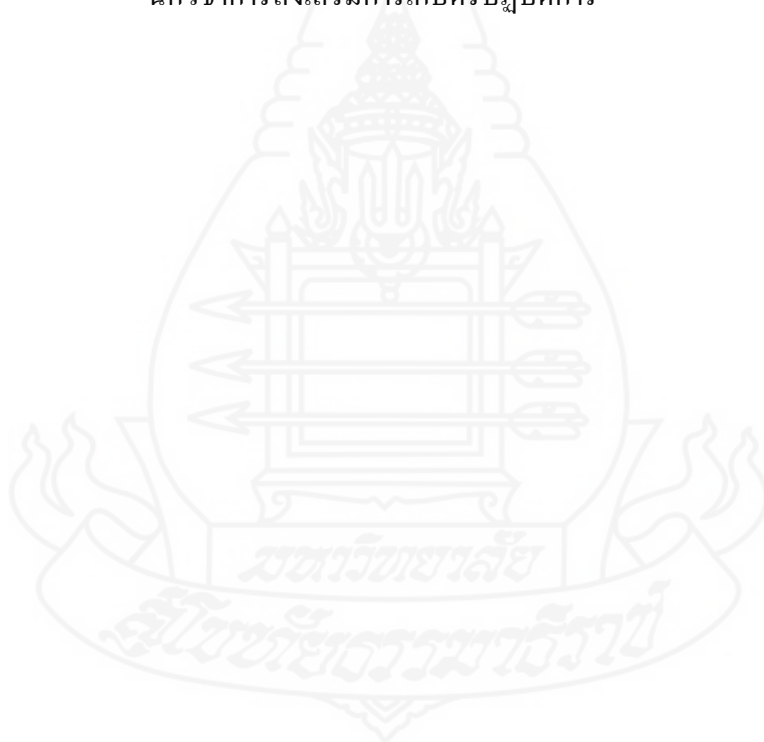 นักวิชาการส่งเสริมการเกษตรปฏิบัติการ
มหาวิทยาลัย
สุโขทัยธรรมาธิราช